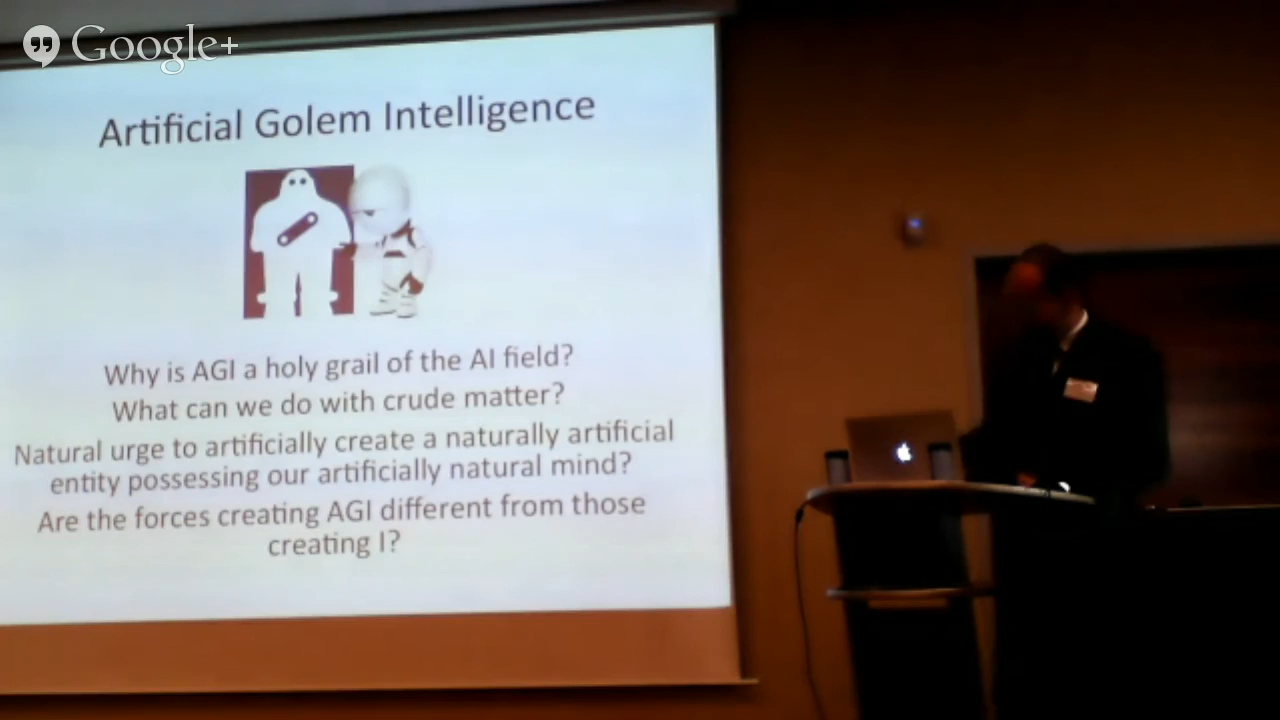 Google+
Artificial Golem Intelligence
Why is AGI a holy grail of the AI field?
What can we do with crude matter?
Natural urge to artificially create a naturally artificial
entity possessing our artificially natural mind?
Are the forces creating AGI different from those
creating I?